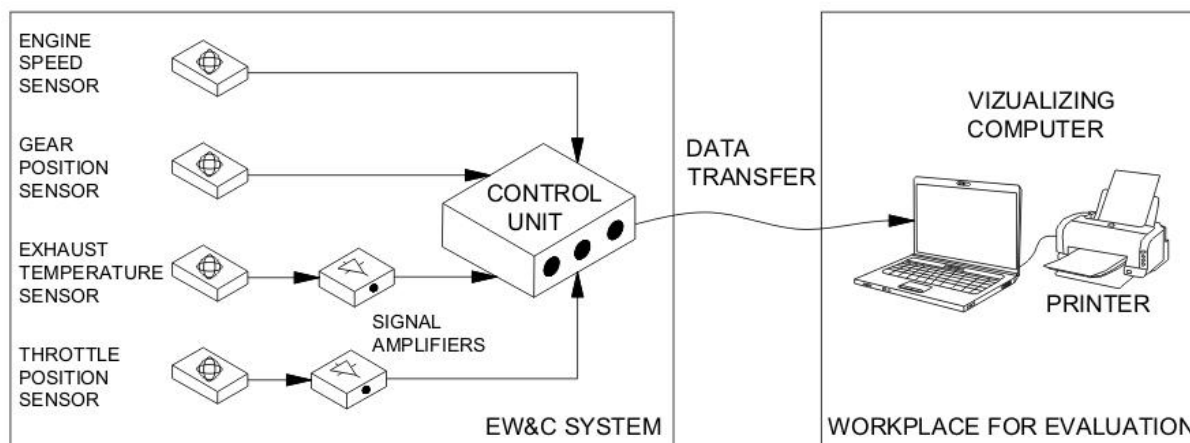 ENGINE
SPEED
SENSOR
GEAR
POSITION
SENSOR
EXHAUST
TEMPERATURE
SENSOR
THROTTLE
POSITION
SENSOR
SIGNAL
AMPLIFIERS
CONTROL
UNIT
EW&C SYSTEM
DATA
TRANSFER
VIZUALIZING
COMPUTER
PRINTER
WORKPLACE FOR EVALUATION